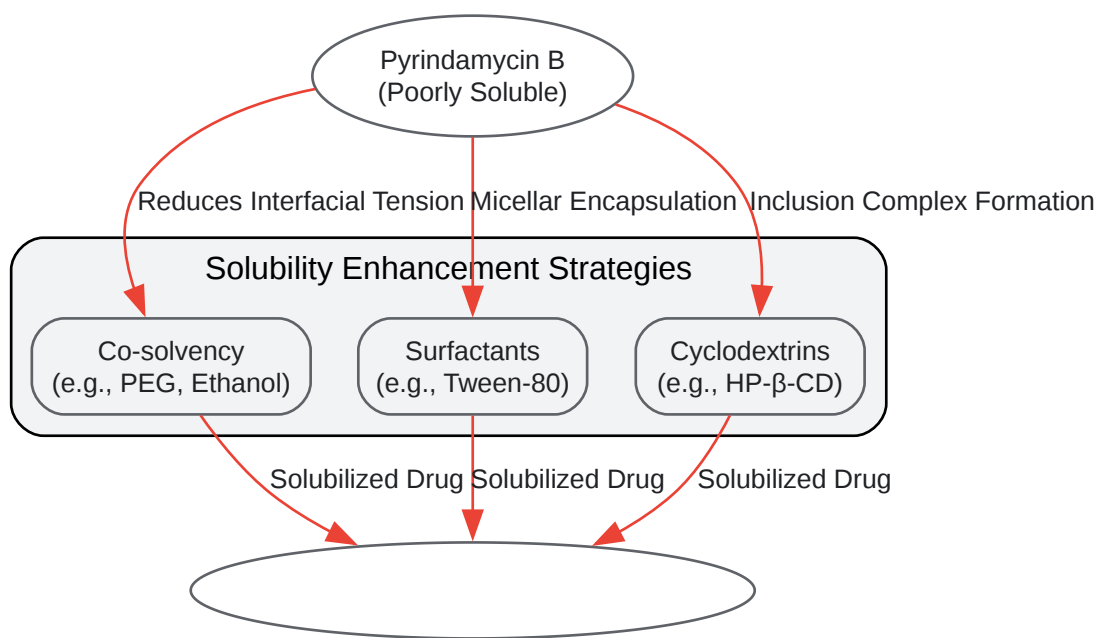 Pyrindamycin B
(Poorly Soluble)
Reduces Interfacial Tension
Micellar Encapsulation
Inclusion Complex Formation
Solubility Enhancement Strategies
Co-solvency
(e.g., PEG, Ethanol)
Surfactants
(e.g., Tween-80)
Cyclodextrins
(e.g., HP-β-CD)
Solubilized Drug
Solubilized Drug
Solubilized Drug